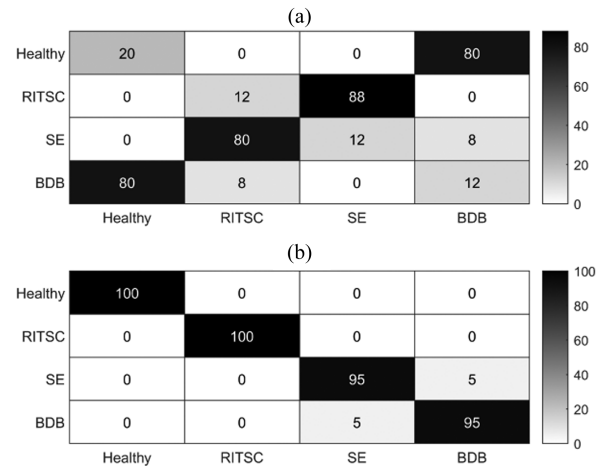 (a)
Healthy 20 0 0 80
RITSC 0 12 88 0
SE 0 80 12 8
BDB 80 8 0 12
Healthy RITSC SE BDB
80
60
40
20
0
(b)
Healthy 100 0 0 0
RITSC 0 100 0 0
SE 0 0 95 5
BDB 0 0 5 95
Healthy RITSC SE BDB
100
80
60
40
20
0